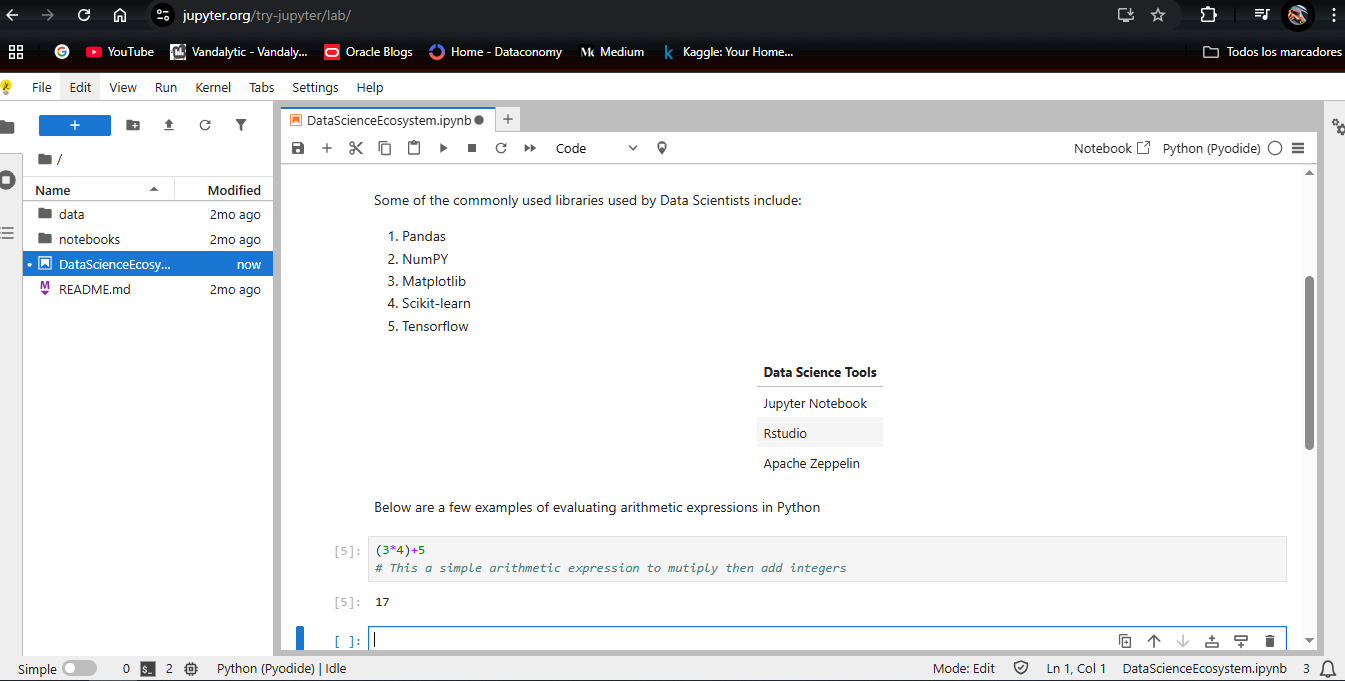 jupyter.org/try-jupyter/lab/
YouTube Vandalytic - Vandaly... Oracle Blogs Home - Dataconomy Medium Kaggle: Your Home... Todos los marcadores
File Edit View Run Kernel Tabs Settings Help
DataScienceEcosystem.ipynb
Code Notebook Python (Pyodide)
/
Name Modified
data 2mo ago
notebooks 2mo ago
DataScienceEcosy... now
README.md 2mo ago
Some of the commonly used libraries used by Data Scientists include:
1. Pandas
2. NumPY
3. Matplotlib
4. Scikit-learn
5. Tensorflow
Data Science Tools
Jupyter Notebook
Rstudio
Apache Zeppelin
Below are a few examples of evaluating arithmetic expressions in Python
[5]: (3*4)+5
# This a simple arithmetic expression to mutiply then add integers
[5]: 17
[ ]:
Simple 0 2 Python (Pyodide) | Idle Mode: Edit Ln 1, Col 1 DataScienceEcosystem.ipynb 3